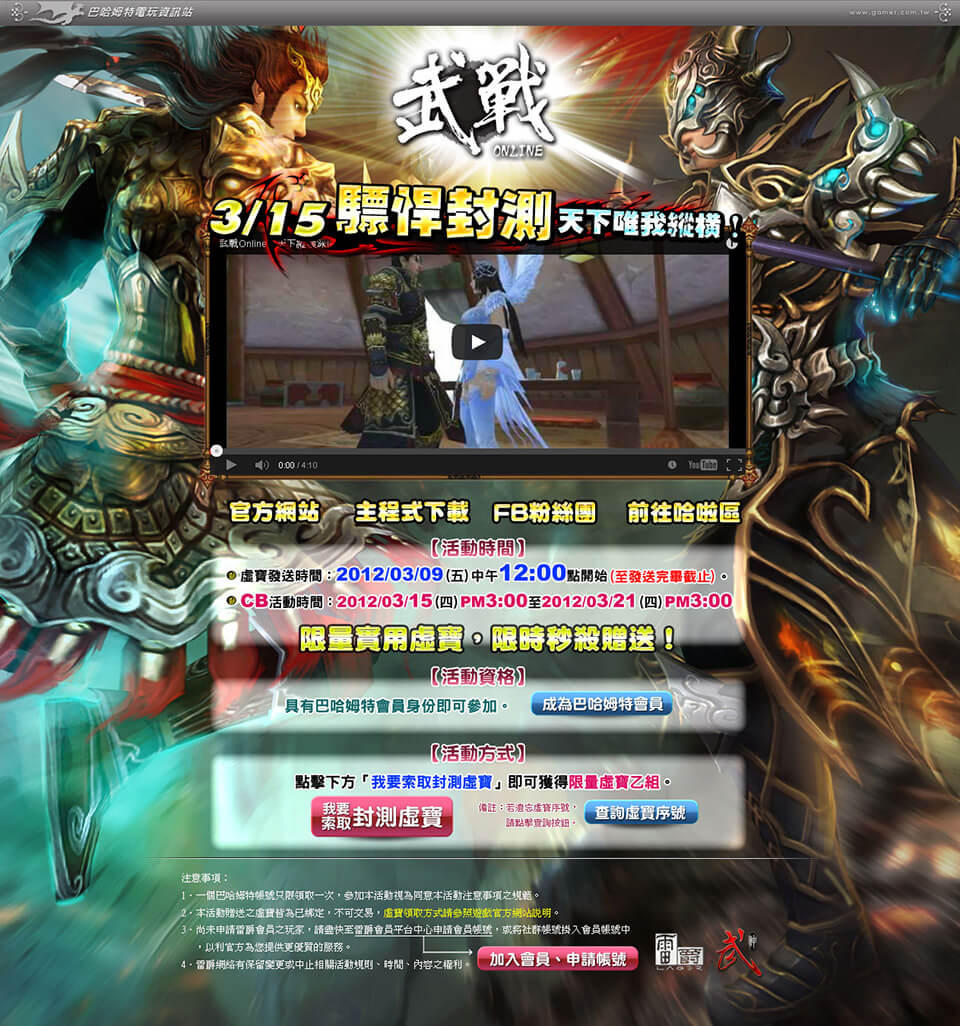 巴哈姆特電玩資訊站
www.gamer.com.tw
武戰
ONLINE
3/15 驃悍封測 天下唯我縱橫！
武戰Online
0:00 / 4:10
YouTube
官方網站 主程式下載 FB粉絲團 前往哈啦區
【活動時間】
虛寶發送時間：2012/03/09(五)中午12:00點開始(至發送完畢截止)。
CB活動時間：2012/03/15(四)PM3:00至2012/03/21(四)PM3:00
限量實用虛寶，限時秒殺贈送！
【活動資格】
具有巴哈姆特會員身份即可參加。 成為巴哈姆特會員
【活動方式】
點擊下方「我要索取封測虛寶」即可獲得限量虛寶乙組。
我要索取封測虛寶
備註：若遺忘虛寶序號，
請點擊查詢按鈕。
查詢虛寶序號
注意事項：
1．一個巴哈姆特帳號只限領取一次，參加本活動視為同意本活動注意事項之規範。
2．本活動贈送之虛寶皆為已綁定，不可交易，虛寶領取方式請參照遊戲官方網站說明。
3．尚未申請雷爵會員之玩家，請盡快至雷爵會員平台中心申請會員帳號，或將社群帳號掛入會員帳號中
，以利官方為您提供更優質的服務。
4．雷爵網絡有保留變更或中止相關活動規則、時間、內容之權利。
加入會員、申請帳號
雷爵
LAGER
武